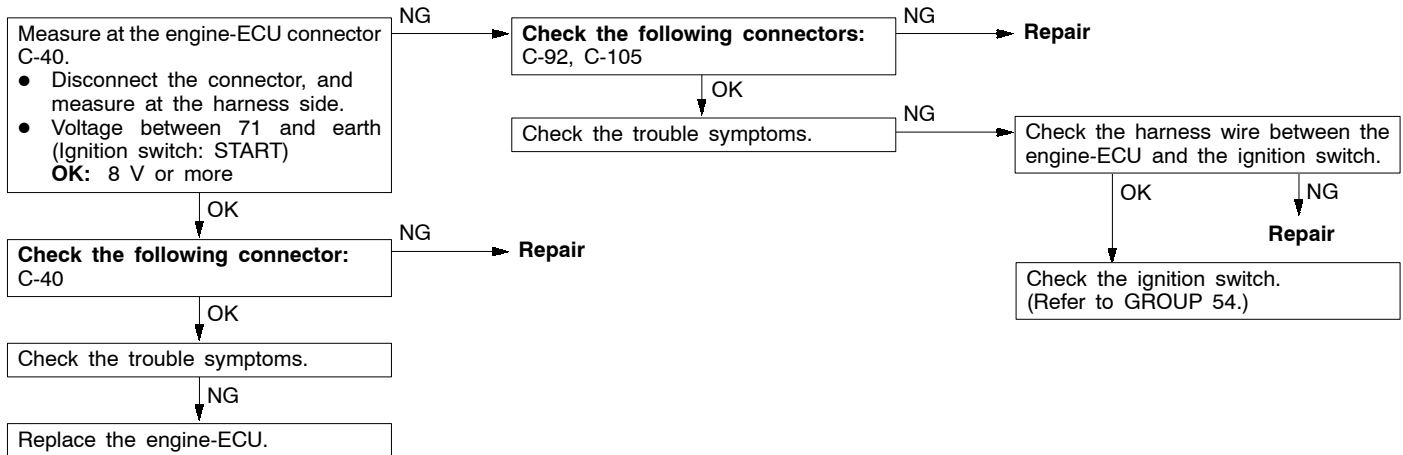 Measure at the engine-ECU connector
C-40.
● Disconnect the connector, and
measure at the harness side.
● Voltage between 71 and earth
(Ignition switch: START)
OK: 8 V or more
NG
Check the following connectors:
C-92, C-105
NG
Repair
OK
Check the trouble symptoms.
NG
Check the harness wire between the
engine-ECU and the ignition switch.
OK
NG
Repair
Check the ignition switch.
(Refer to GROUP 54.)
OK
Check the following connector:
C-40
NG
Repair
OK
Check the trouble symptoms.
NG
Replace the engine-ECU.